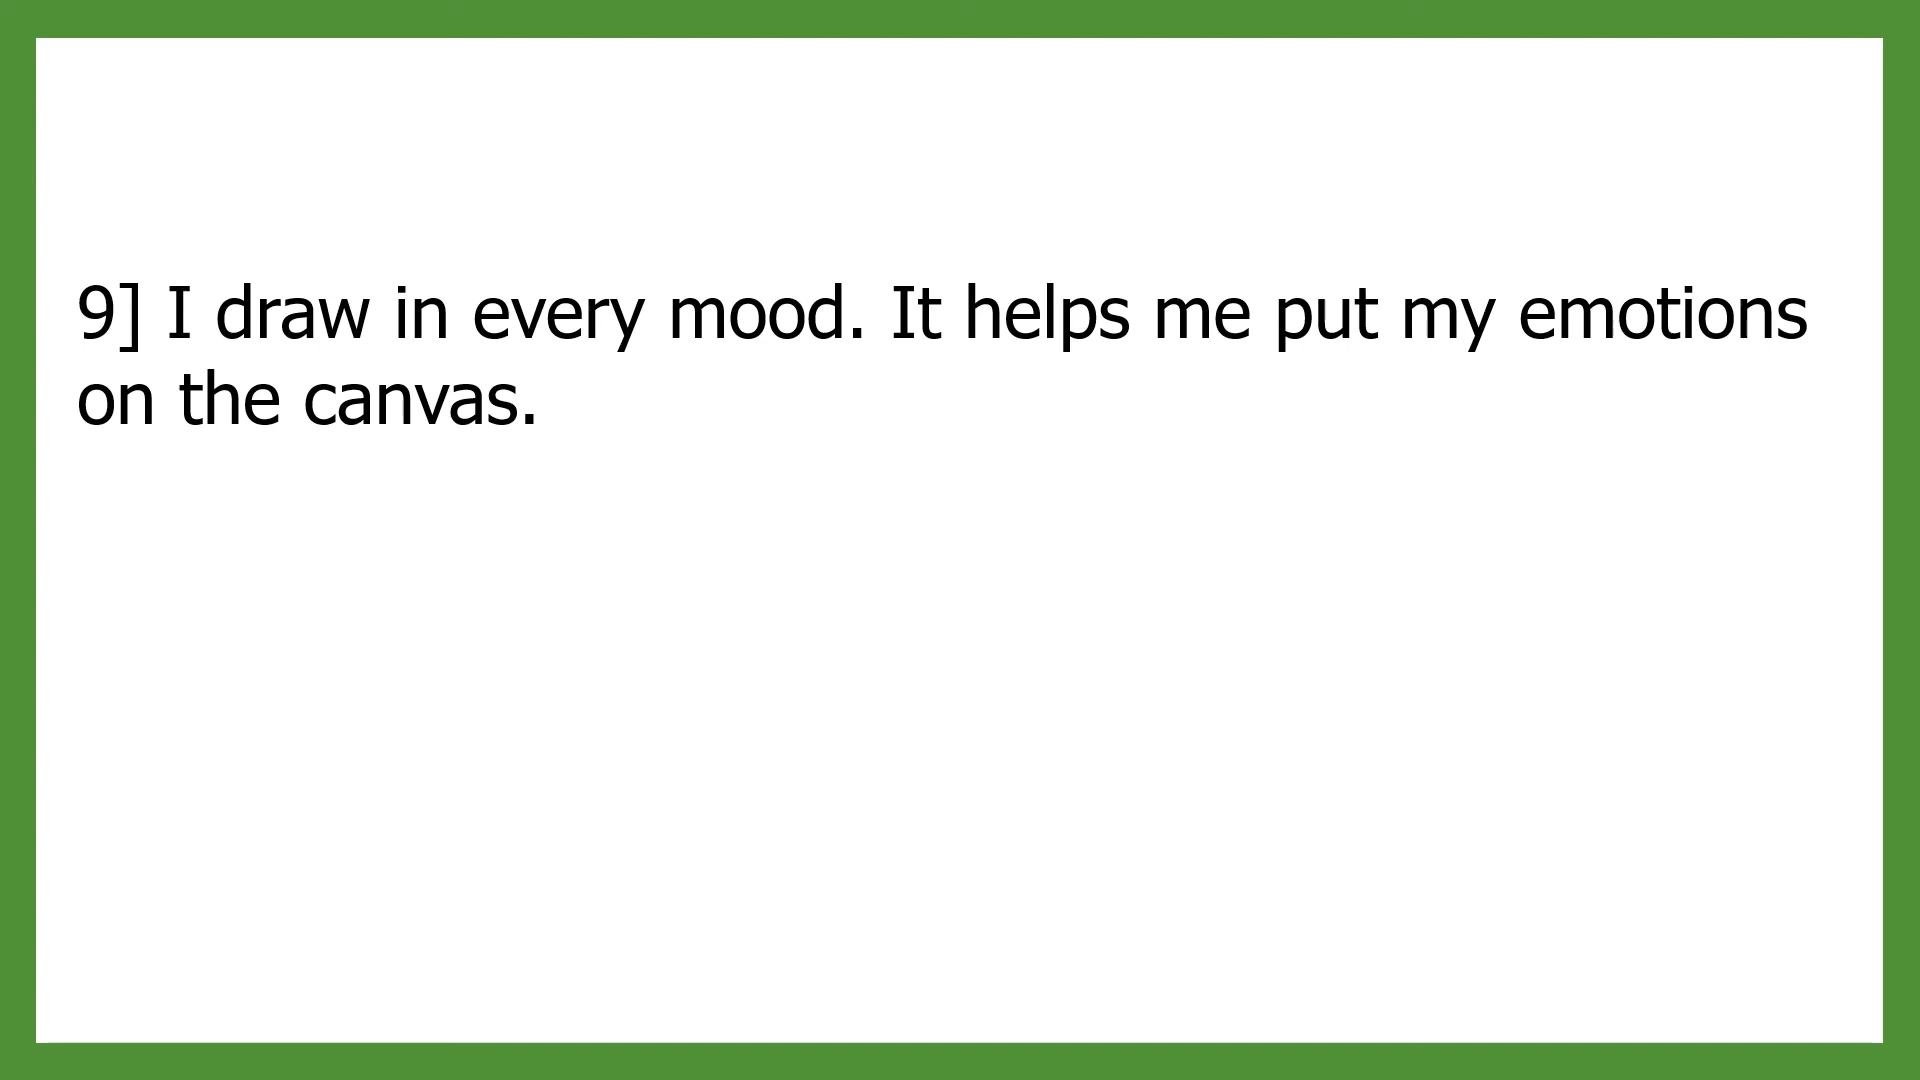 9] I draw in every mood. It helps me put my emotions
on the canvas.